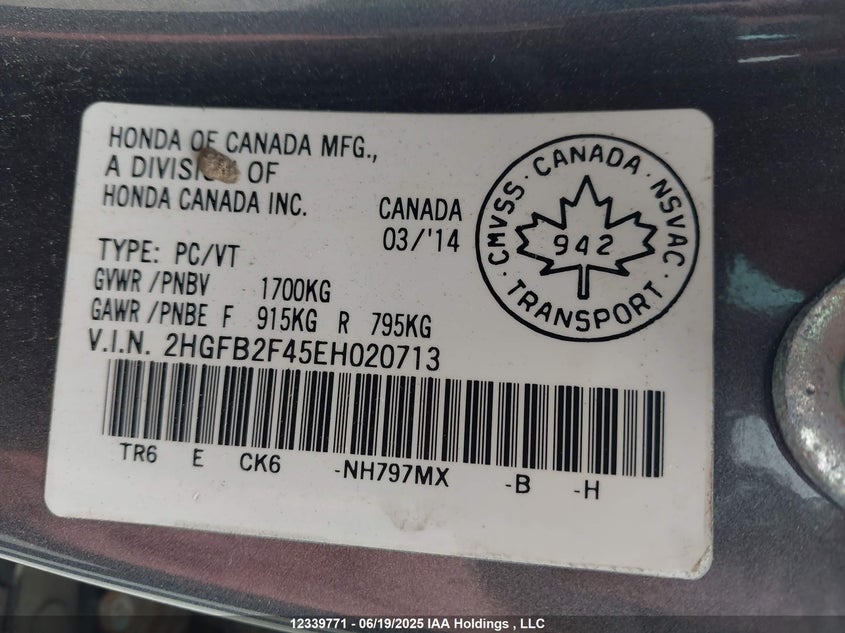 HONDA OF CANADA MFG.,
A DIVISION OF
HONDA CANADA INC.
CANADA
03/'14
TYPE: PC/VT
GVWR /PNBV 1700KG
GAWR /PNBE F 915KG R 795KG
V.I.N. 2HGFB2F45EH020713
TR6 E CK6 -NH797MX -B -H
CMVSS · CANADA · NSVAC · TRANSPORT ·
942
12339771 - 06/19/2025 IAA Holdings , LLC